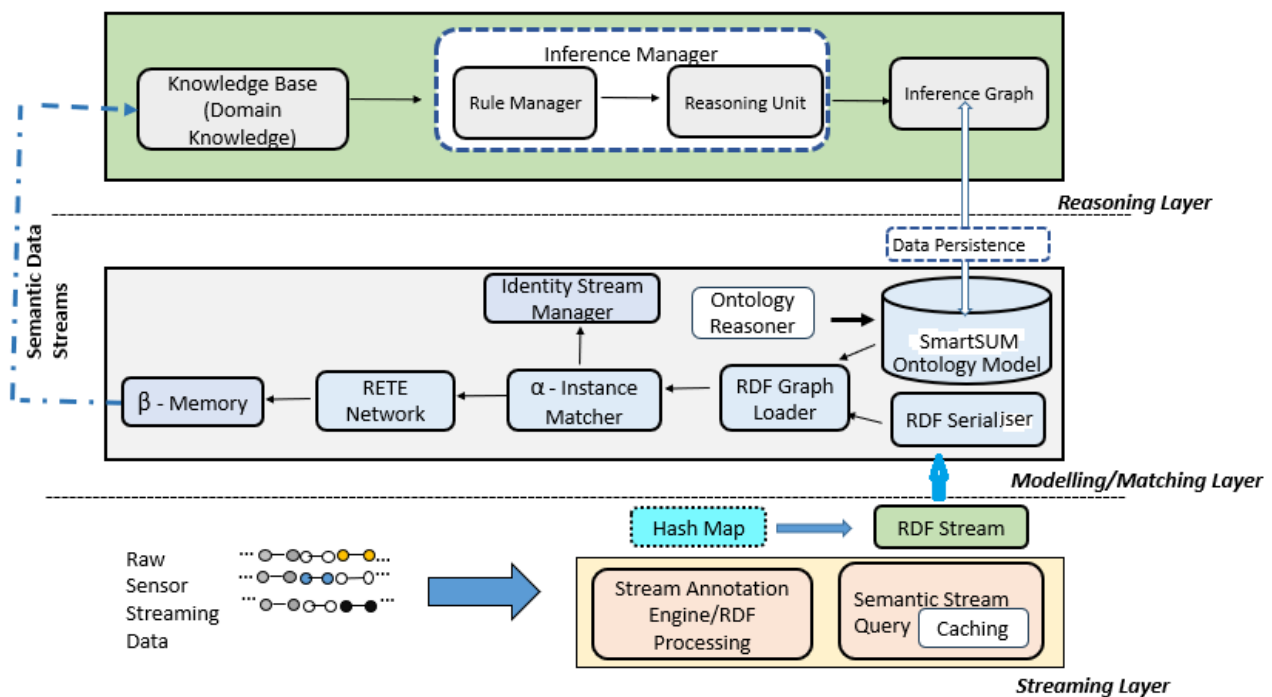 Inference Manager
Knowledge Base
(Domain
Knowledge)
Rule Manager
Reasoning Unit
Inference Graph
Reasoning Layer
Semantic Data
Streams
Data Persistence
Identity Stream
Manager
Ontology
Reasoner
SmartSUM
Ontology Model
β - Memory
RETE
Network
α - Instance
Matcher
RDF Graph
Loader
RDF Serialiser
Modelling/Matching Layer
Hash Map
RDF Stream
Raw
Sensor
Streaming
Data
... ...
... ...
... ...
Stream Annotation
Engine/RDF
Processing
Semantic Stream
Query
Caching
Streaming Layer